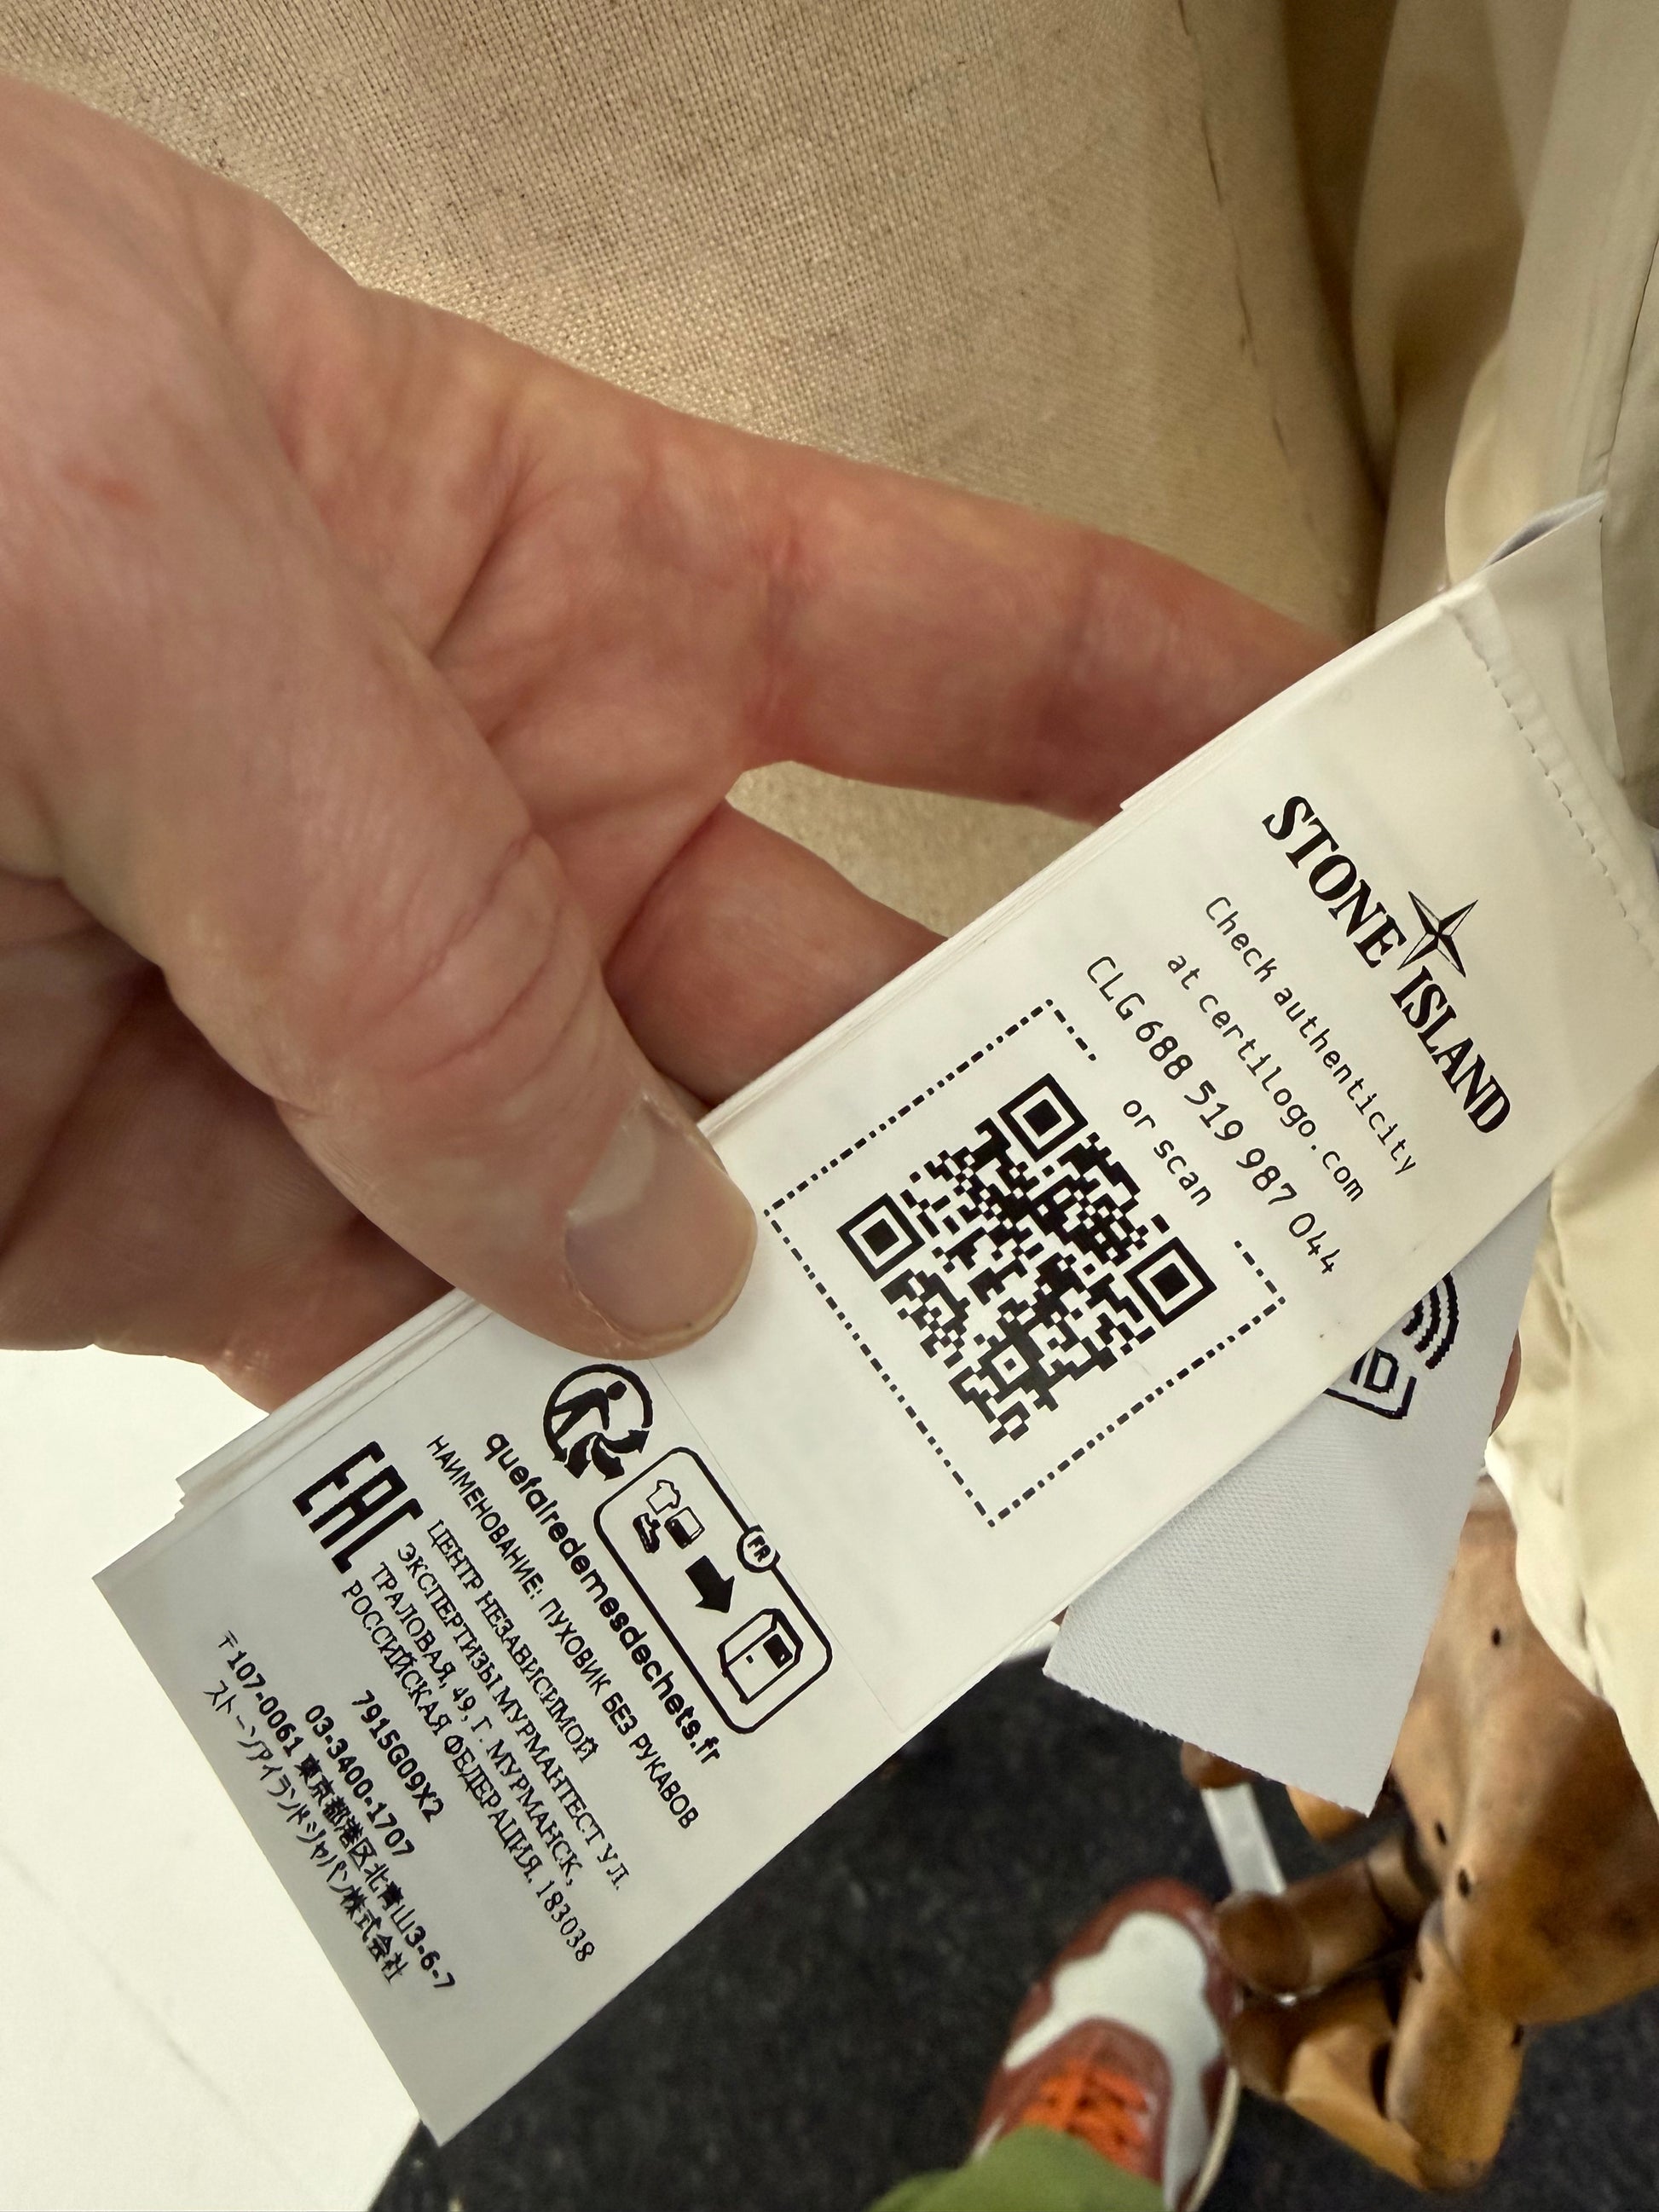 STONE ISLAND
Check authenticity
at certilogo.com
CLG 688 519 987 044
or scan
iD
FR
quefairedemesdechets.fr
НАИМЕНОВАНИЕ: ПУХОВИК БЕЗ РУКАВОВ
EAC
ЦЕНТР НЕЗАВИСИМОЙ
ЭКСПЕРТИЗЫ МУРМАНТЕСТ УЛ.
ТРАЛОВАЯ, 49, Г. МУРМАНСК,
РОССИЙСКАЯ ФЕДЕРАЦИЯ, 183038
7915G09X2
03-3400-1707
〒107-0061 東京都港区北青山3-6-7
ストーンアイランドジャパン株式会社